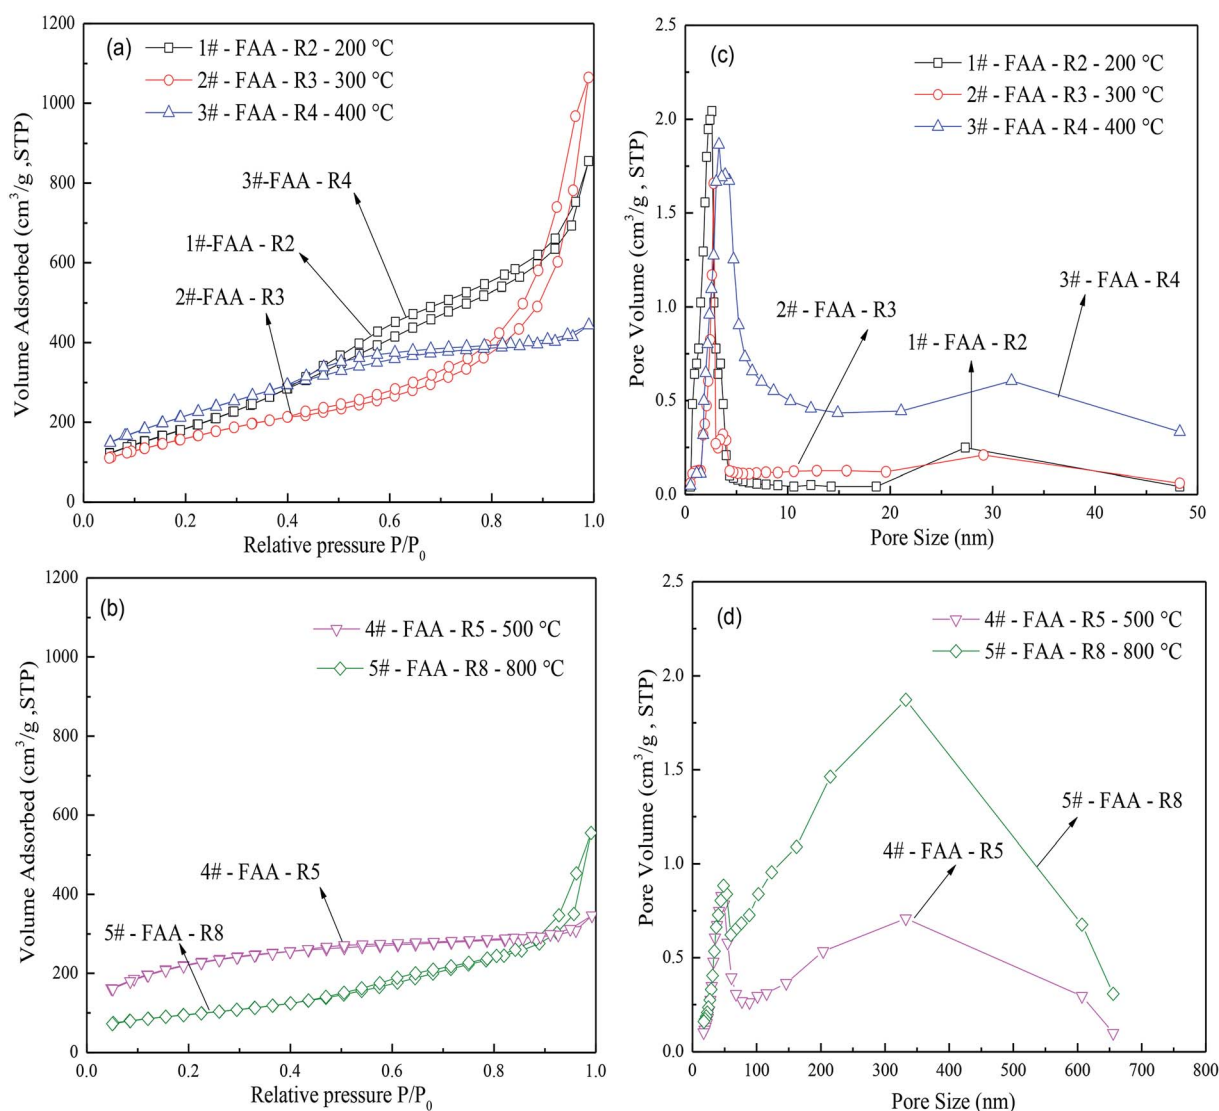 (a)
1# - FAA - R2 - 200 °C
2# - FAA - R3 - 300 °C
3# - FAA - R4 - 400 °C
3#-FAA - R4
1#-FAA - R2
2#-FAA - R3
Volume Adsorbed (cm³/g ,STP)
1200
1000
800
600
400
200
0
0.0 0.2 0.4 0.6 0.8 1.0
Relative pressure P/P₀
(c)
1# - FAA - R2 - 200 °C
2# - FAA - R3 - 300 °C
3# - FAA - R4 - 400 °C
2# - FAA - R3
1# - FAA - R2
3# - FAA - R4
Pore Volume (cm³/g , STP)
2.5
2.0
1.5
1.0
0.5
0.0
0 10 20 30 40 50
Pore Size (nm)
(b)
4# - FAA - R5 - 500 °C
5# - FAA - R8 - 800 °C
4# - FAA - R5
5# - FAA - R8
Volume Adsorbed (cm³/g ,STP)
1200
1000
800
600
400
200
0
0.0 0.2 0.4 0.6 0.8 1.0
Relative pressure P/P₀
(d)
4# - FAA - R5 - 500 °C
5# - FAA - R8 - 800 °C
5# - FAA - R8
4# - FAA - R5
Pore Volume (cm³/g , STP)
2.5
2.0
1.5
1.0
0.5
0.0
0 100 200 300 400 500 600 700 800
Pore Size (nm)